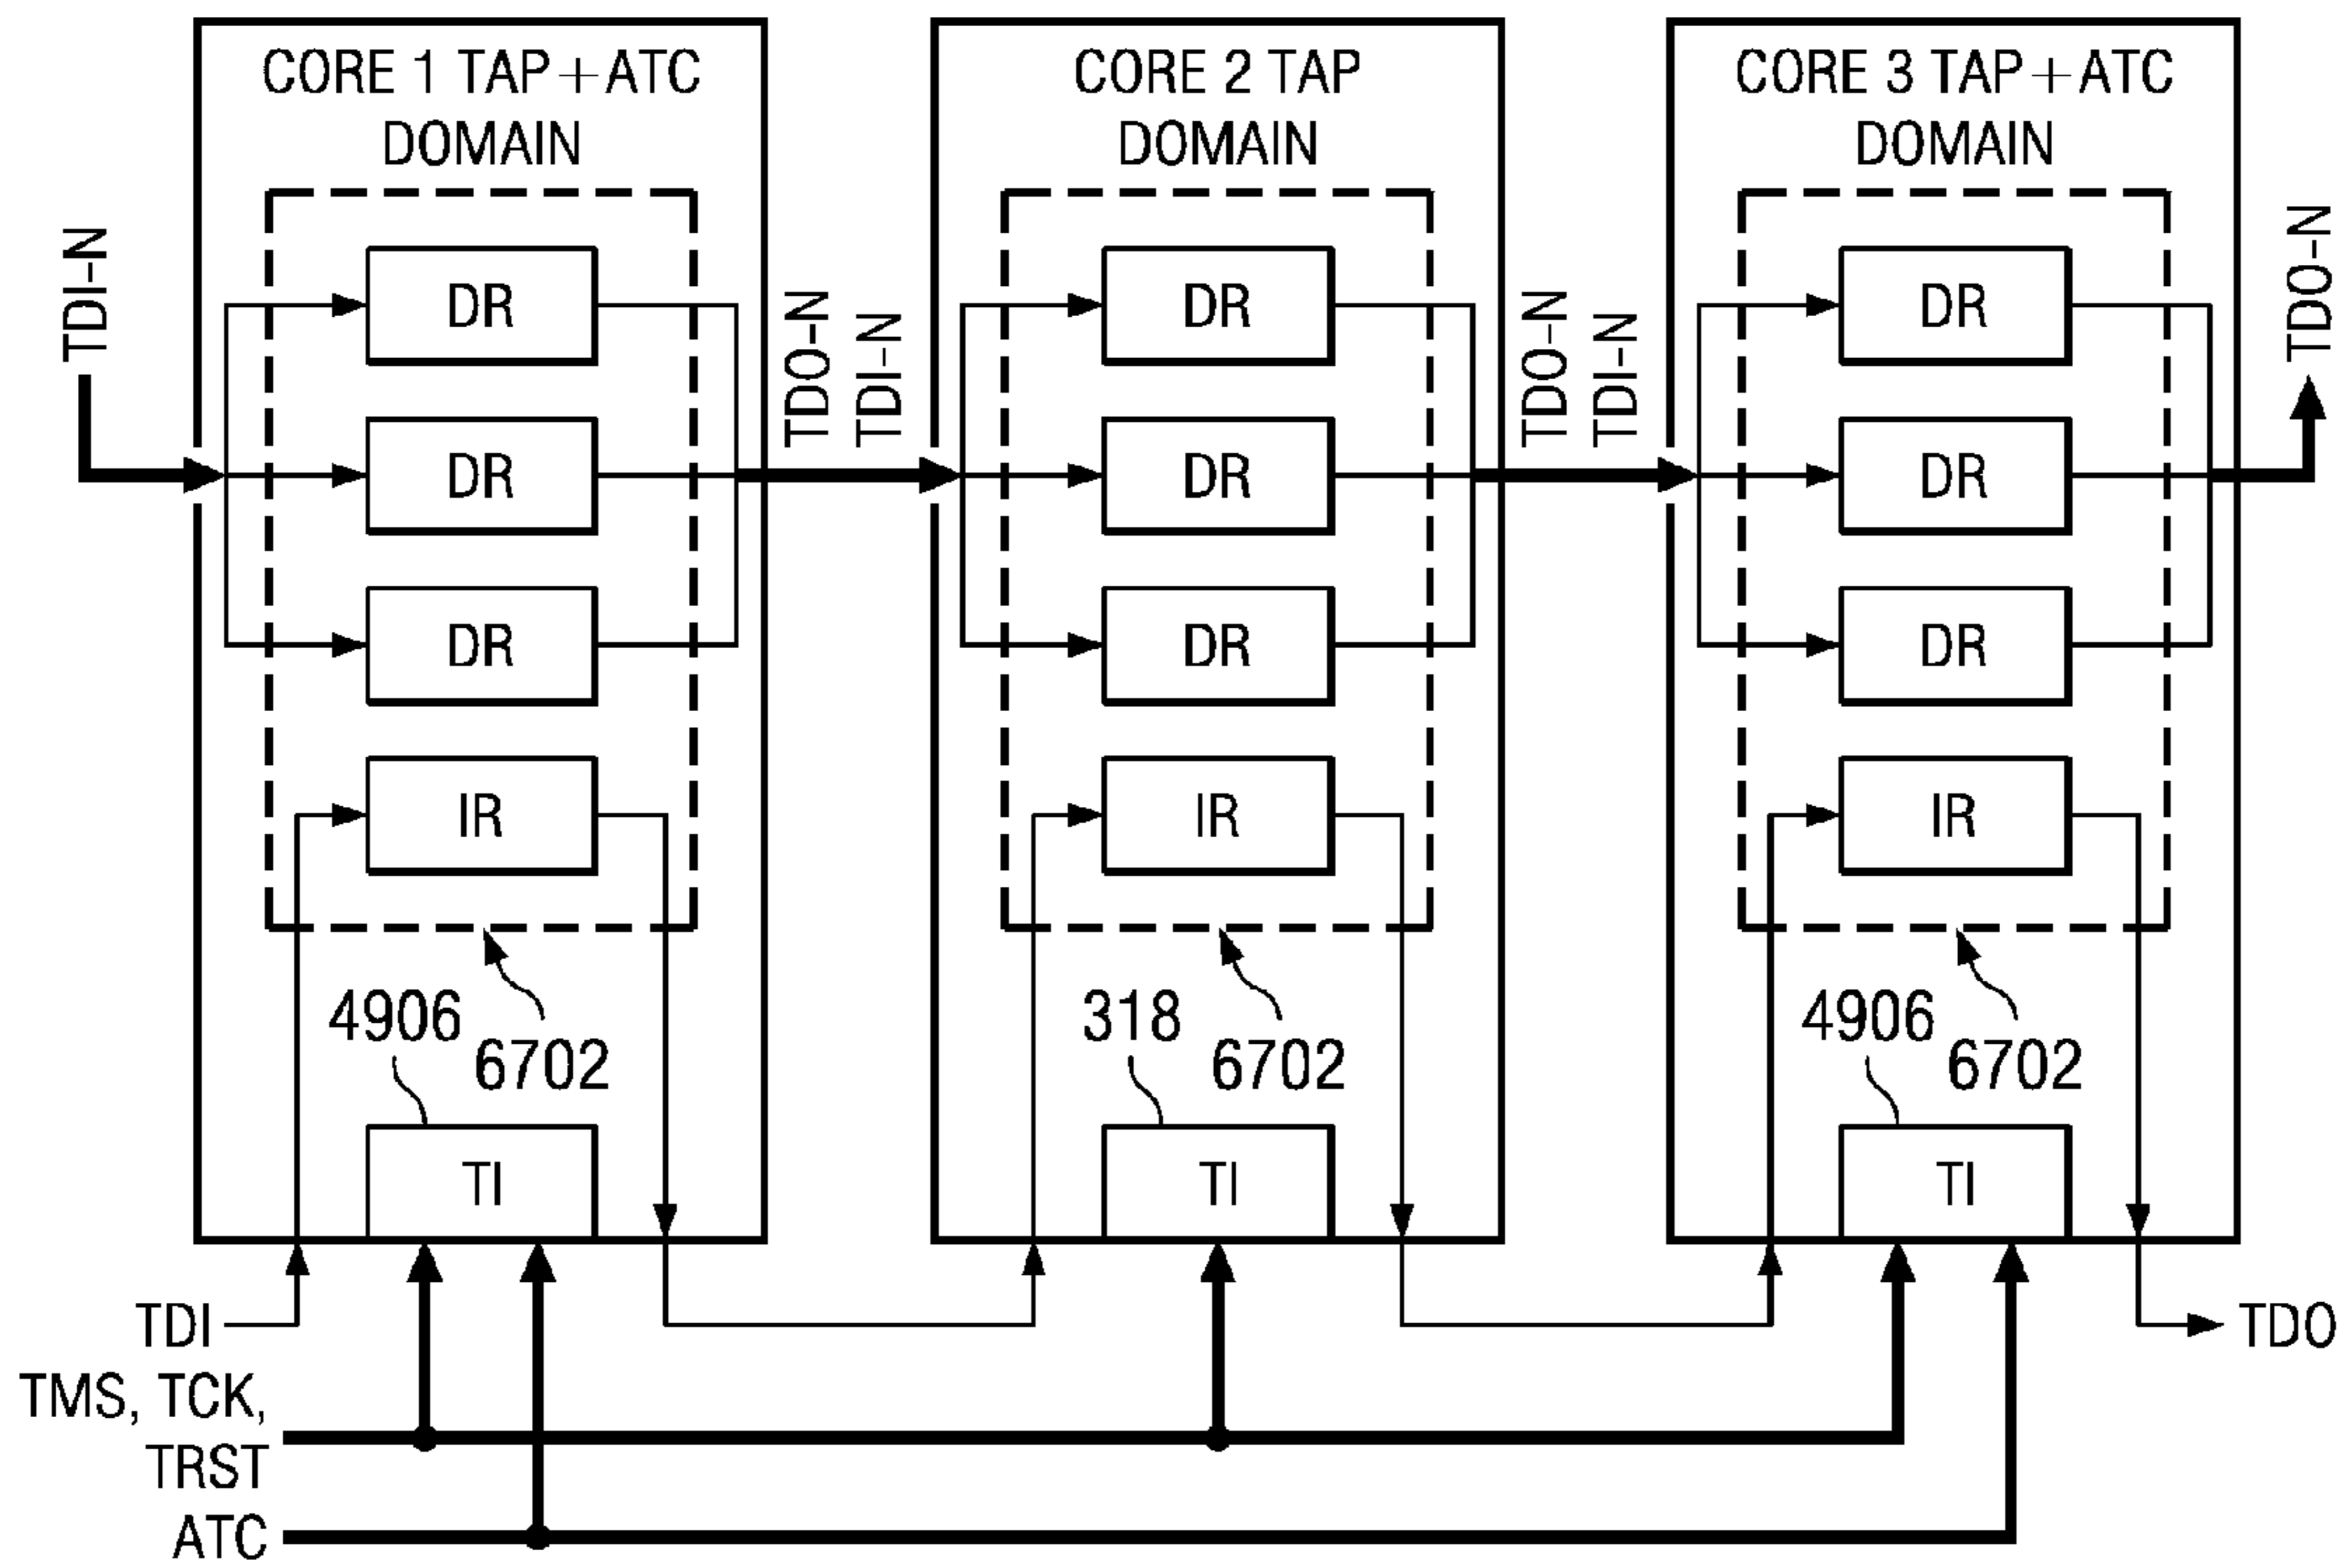 CORE 1 TAP+ATC
DOMAIN
CORE 2 TAP
DOMAIN
CORE 3 TAP+ATC
DOMAIN
TDI-N
DR
DR
DR
IR
TDO-N
TDI-N
DR
DR
DR
IR
TDO-N
TDI-N
DR
DR
DR
IR
TDO-N
4906
6702
318
6702
4906
6702
TI
TI
TI
TDI
TDO
TMS, TCK,
TRST
ATC